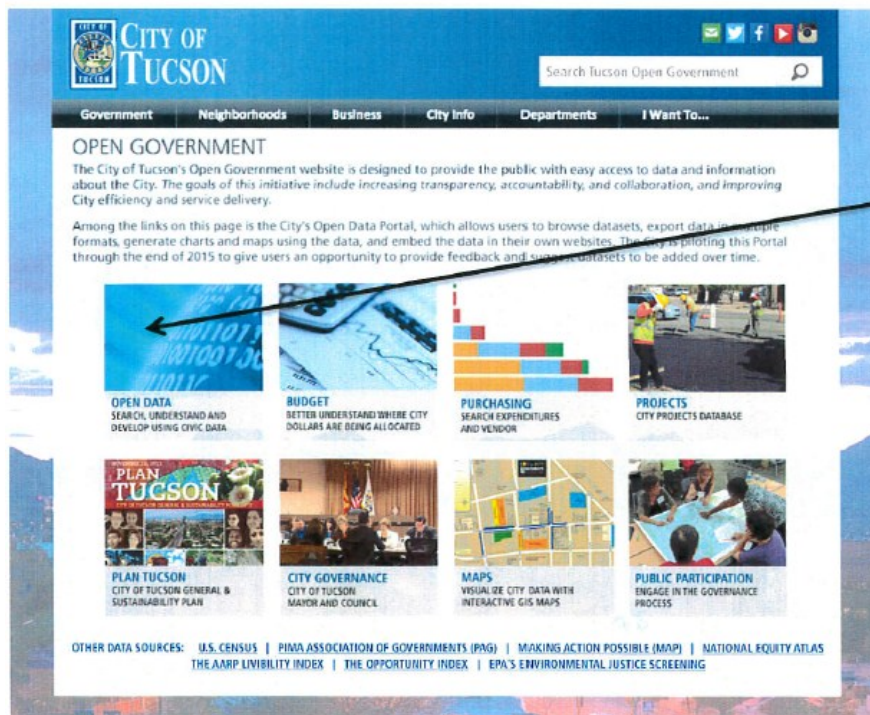 CITY OF
TUCSON
CITY OF
TUCSON
Search Tucson Open Government
Government Neighborhoods Business City Info Departments I Want To...
OPEN GOVERNMENT
The City of Tucson's Open Government website is designed to provide the public with easy access to data and information
about the City. The goals of this initiative include increasing transparency, accountability, and collaboration, and improving
City efficiency and service delivery.
Among the links on this page is the City's Open Data Portal, which allows users to browse datasets, export data in multiple
formats, generate charts and maps using the data, and embed the data in their own websites. The City is piloting this Portal
through the end of 2015 to give users an opportunity to provide feedback and suggest datasets to be added over time.
OPEN DATA
SEARCH, UNDERSTAND AND
DEVELOP USING CIVIC DATA
BUDGET
BETTER UNDERSTAND WHERE CITY
DOLLARS ARE BEING ALLOCATED
PURCHASING
SEARCH EXPENDITURES
AND VENDOR
PROJECTS
CITY PROJECTS DATABASE
PLAN
TUCSON
PLAN TUCSON
CITY OF TUCSON GENERAL &
SUSTAINABILITY PLAN
CITY GOVERNANCE
CITY OF TUCSON
MAYOR AND COUNCIL
MAPS
VISUALIZE CITY DATA WITH
INTERACTIVE GIS MAPS
PUBLIC PARTICIPATION
ENGAGE IN THE GOVERNANCE
PROCESS
OTHER DATA SOURCES: U.S. CENSUS | PIMA ASSOCIATION OF GOVERNMENTS (PAG) | MAKING ACTION POSSIBLE (MAP) | NATIONAL EQUITY ATLAS
THE AARP LIVIBILITY INDEX | THE OPPORTUNITY INDEX | EPA'S ENVIRONMENTAL JUSTICE SCREENING